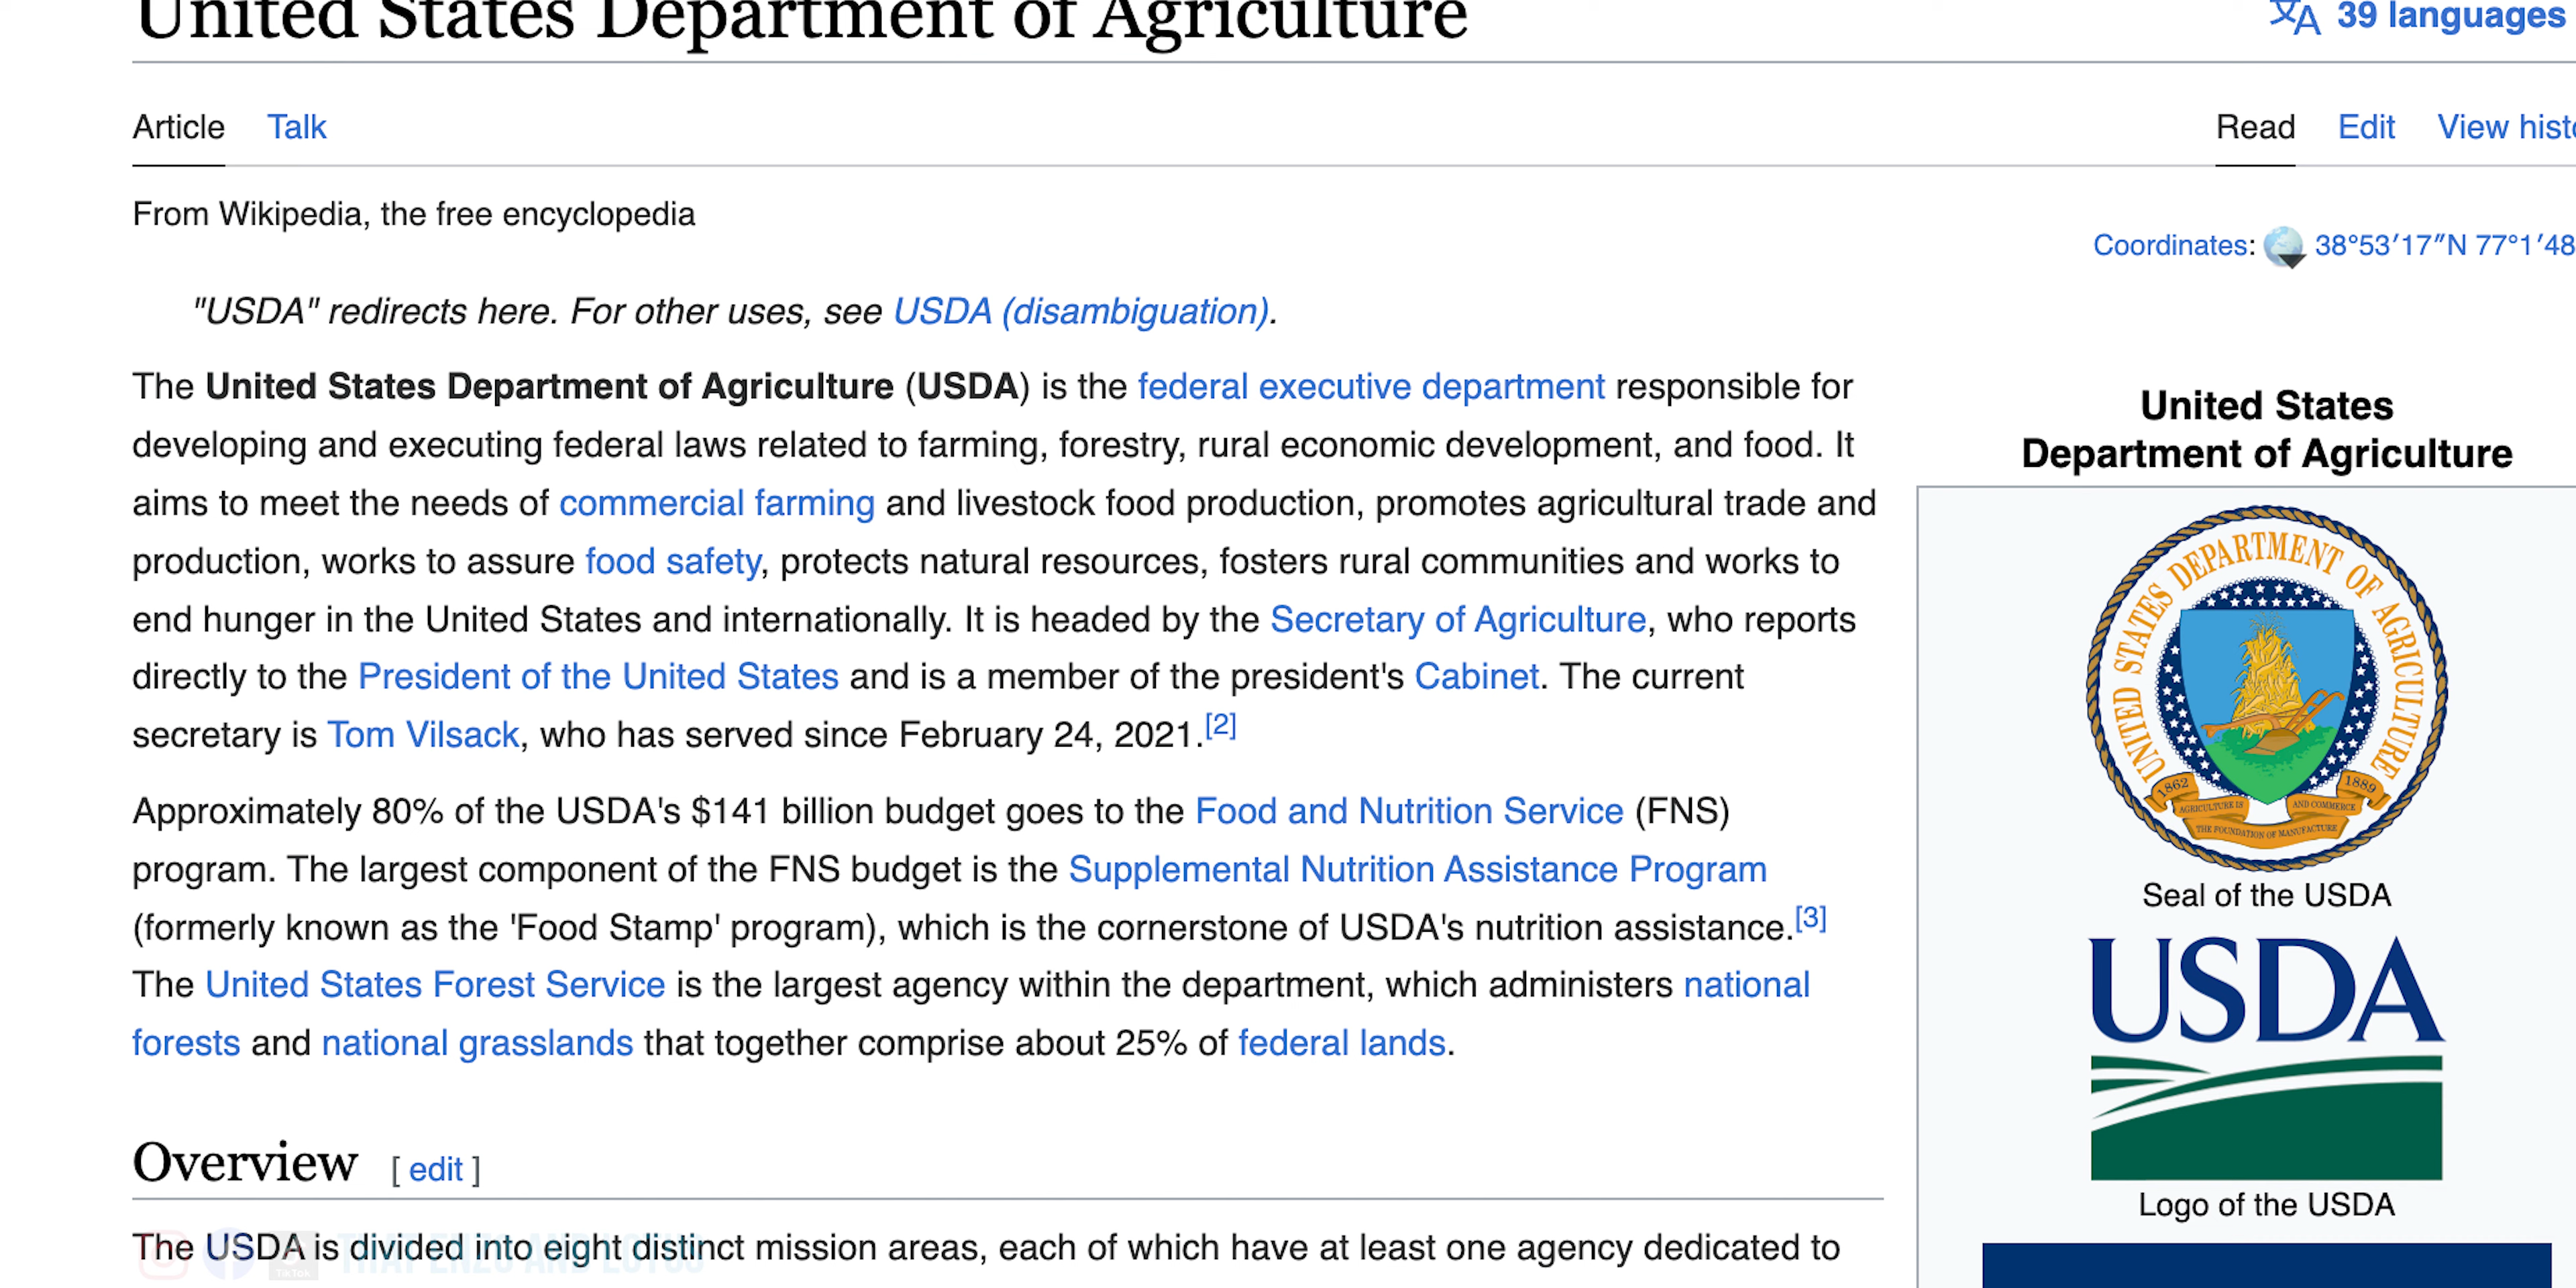 United States Department of Agriculture
39 languages
Article Talk
Read Edit View hist
From Wikipedia, the free encyclopedia
Coordinates: 38°53′17″N 77°1′48
"USDA" redirects here. For other uses, see USDA (disambiguation).
The United States Department of Agriculture (USDA) is the federal executive department responsible for
developing and executing federal laws related to farming, forestry, rural economic development, and food. It
aims to meet the needs of commercial farming and livestock food production, promotes agricultural trade and
production, works to assure food safety, protects natural resources, fosters rural communities and works to
end hunger in the United States and internationally. It is headed by the Secretary of Agriculture, who reports
directly to the President of the United States and is a member of the president's Cabinet. The current
secretary is Tom Vilsack, who has served since February 24, 2021.[2]
Approximately 80% of the USDA's $141 billion budget goes to the Food and Nutrition Service (FNS)
program. The largest component of the FNS budget is the Supplemental Nutrition Assistance Program
(formerly known as the 'Food Stamp' program), which is the cornerstone of USDA's nutrition assistance.[3]
The United States Forest Service is the largest agency within the department, which administers national
forests and national grasslands that together comprise about 25% of federal lands.
Overview [ edit ]
The USDA is divided into eight distinct mission areas, each of which have at least one agency dedicated to
TikTok
THAT ENZO AND LOTUS
United States
Department of Agriculture
UNITED STATES DEPARTMENT OF AGRICULTURE
1862
1889
AGRICULTURE IS
AND COMMERCE
THE FOUNDATION OF MANUFACTURE
Seal of the USDA
USDA
Logo of the USDA